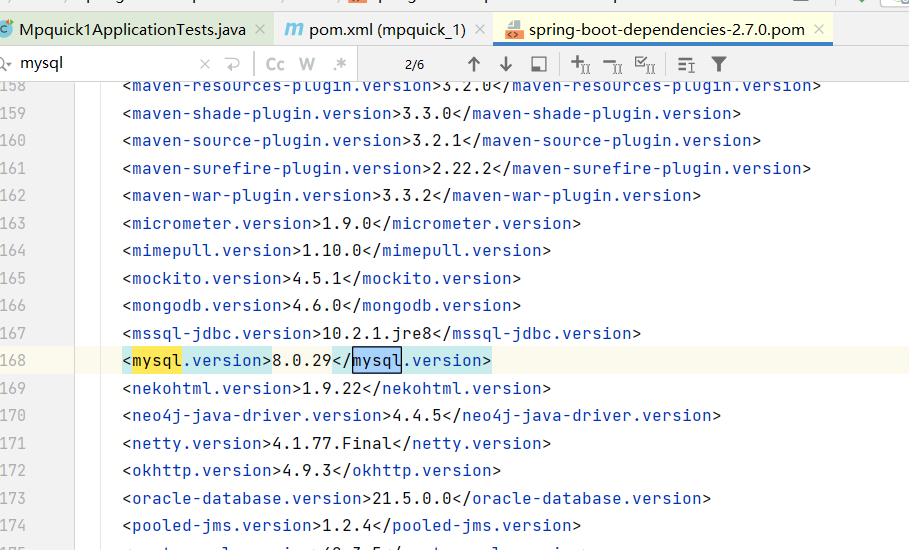 Mpquick1ApplicationTests.java
pom.xml (mpquick_1)
spring-boot-dependencies-2.7.0.pom
mysql
Cc
W
.*
2/6
158 <maven-resources-plugin.version>3.2.0</maven-resources-plugin.version>
159 <maven-shade-plugin.version>3.3.0</maven-shade-plugin.version>
160 <maven-source-plugin.version>3.2.1</maven-source-plugin.version>
161 <maven-surefire-plugin.version>2.22.2</maven-surefire-plugin.version>
162 <maven-war-plugin.version>3.3.2</maven-war-plugin.version>
163 <micrometer.version>1.9.0</micrometer.version>
164 <mimepull.version>1.10.0</mimepull.version>
165 <mockito.version>4.5.1</mockito.version>
166 <mongodb.version>4.6.0</mongodb.version>
167 <mssql-jdbc.version>10.2.1.jre8</mssql-jdbc.version>
168 <mysql.version>8.0.29</mysql.version>
169 <nekohtml.version>1.9.22</nekohtml.version>
170 <neo4j-java-driver.version>4.4.5</neo4j-java-driver.version>
171 <netty.version>4.1.77.Final</netty.version>
172 <okhttp.version>4.9.3</okhttp.version>
173 <oracle-database.version>21.5.0.0</oracle-database.version>
174 <pooled-jms.version>1.2.4</pooled-jms.version>